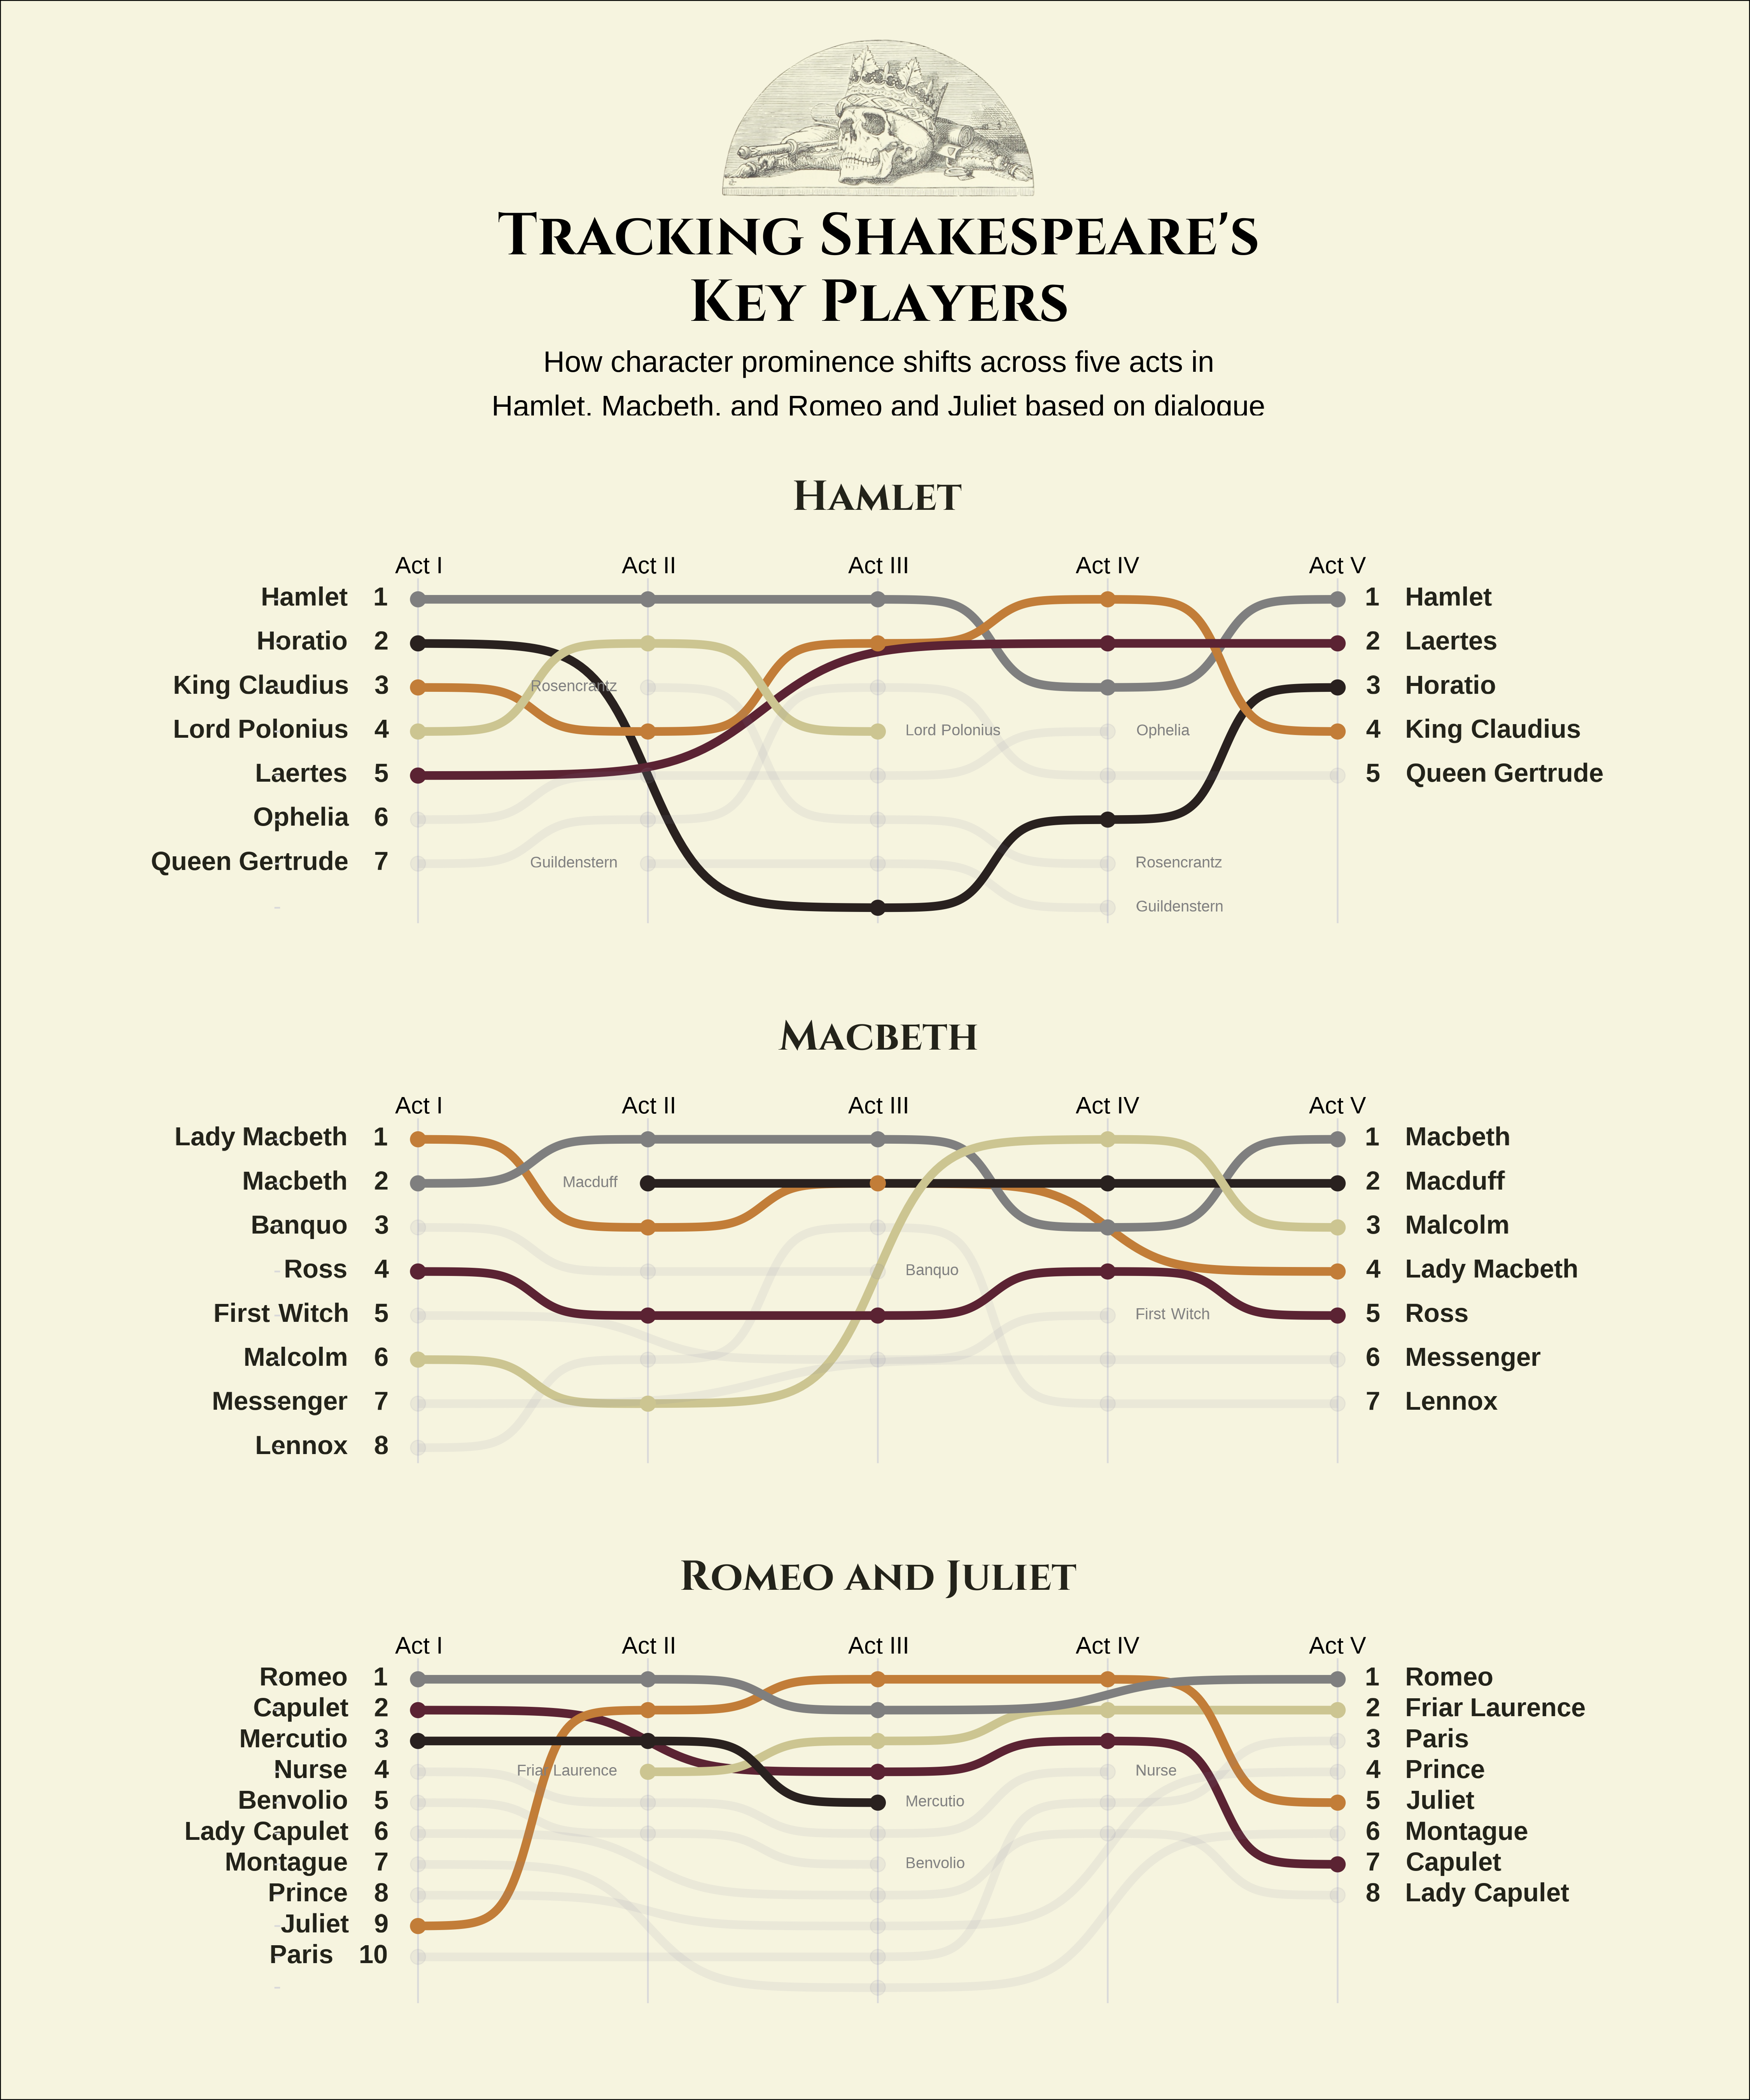 Tracking Shakespeare's
Key Players
How character prominence shifts across five acts in
Hamlet, Macbeth, and Romeo and Juliet based on dialogue
Hamlet
Act I Act II Act III Act IV Act V
Hamlet 1 1 Hamlet
Horatio 2 2 Laertes
King Claudius 3 Rosencrantz 3 Horatio
Lord Polonius 4 Lord Polonius Ophelia 4 King Claudius
Laertes 5 5 Queen Gertrude
Ophelia 6
Queen Gertrude 7 Guildenstern Rosencrantz
Guildenstern
Macbeth
Act I Act II Act III Act IV Act V
Lady Macbeth 1 1 Macbeth
Macbeth 2 Macduff 2 Macduff
Banquo 3 3 Malcolm
Ross 4 Banquo 4 Lady Macbeth
First Witch 5 First Witch 5 Ross
Malcolm 6 6 Messenger
Messenger 7 7 Lennox
Lennox 8
Romeo and Juliet
Act I Act II Act III Act IV Act V
Romeo 1 1 Romeo
Capulet 2 2 Friar Laurence
Mercutio 3 3 Paris
Nurse 4 Friar Laurence Nurse 4 Prince
Benvolio 5 Mercutio 5 Juliet
Lady Capulet 6 6 Montague
Montague 7 Benvolio 7 Capulet
Prince 8 8 Lady Capulet
Juliet 9
Paris 10